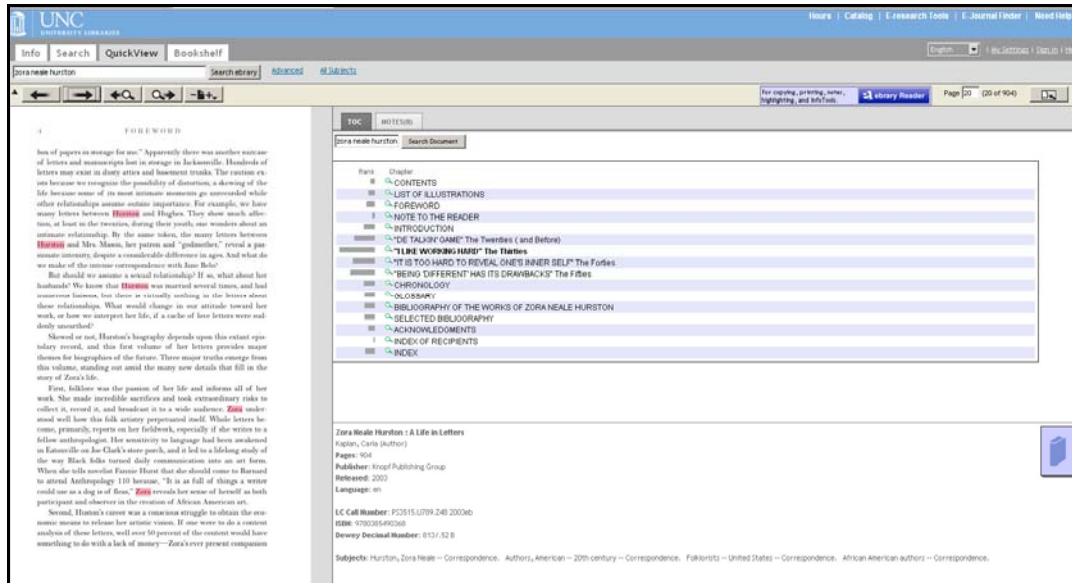 UNC
UNIVERSITY LIBRARIES
Hours | Catalog | E-research Tools | E-Journal Finder | Need Help
Info Search QuickView Bookshelf
English | My Settings | Sign in |
zora neale hurston Search ebrary Advanced All Subjects
For copying, printing, notes, highlighting, and InfoTools. ebrary Reader Page 20 (20 of 904)
4 FOREWORD
box of papers in storage for me." Apparently there was another suitcase
of letters and manuscripts lost in storage in Jacksonville. Hundreds of
letters may exist in dusty attics and basement trunks. The caution ex-
ists because we recognize the possibility of distortion, a skewing of the
life because some of its most intimate moments go unrecorded while
other relationships assume outsize importance. For example, we have
many letters between Hurston and Hughes. They show much affec-
tion, at least in the twenties, during their youth; one wonders about an
intimate relationship. By the same token, the many letters between
Hurston and Mrs. Mason, her patron and "godmother," reveal a pas-
sionate intensity, despite a considerable difference in ages. And what do
we make of the intense correspondence with Jane Belo?
But should we assume a sexual relationship? If so, what about her
husbands? We know that Hurston was married several times, and had
numerous liaisons, but there is virtually nothing in the letters about
these relationships. What would change in our attitude toward her
work, or how we interpret her life, if a cache of love letters were sud-
denly unearthed?
Skewed or not, Hurston's biography depends upon this extant epis-
tolary record, and this first volume of her letters provides major
themes for biographies of the future. Three major truths emerge from
this volume, standing out amid the many new details that fill in the
story of Zora's life.
First, folklore was the passion of her life and informs all of her
work. She made incredible sacrifices and took extraordinary risks to
collect it, record it, and broadcast it to a wide audience. Zora under-
stood well how this folk artistry perpetuated itself. Whole letters be-
come, primarily, reports on her fieldwork, especially if she writes to a
fellow anthropologist. Her sensitivity to language had been awakened
in Eatonville on Joe Clark's store porch, and it led to a lifelong study of
the way Black folks turned daily communication into an art form.
When she tells novelist Fannie Hurst that she should come to Barnard
to attend Anthropology 110 because, "It is as full of things a writer
could use as a dog is of fleas," Zora reveals her sense of herself as both
participant and observer in the creation of African American art.
Second, Huston's career was a conscious struggle to obtain the eco-
nomic means to release her artistic vision. If one were to do a content
analysis of these letters, well over 50 percent of the content would have
something to do with a lack of money—Zora's ever present companion
TOC NOTES(0)
zora neale hurston Search Document
Rank Chapter
CONTENTS
LIST OF ILLUSTRATIONS
FOREWORD
NOTE TO THE READER
INTRODUCTION
"DE TALKIN' GAME" The Twenties ( and Before)
"I LIKE WORKING HARD" The Thirties
"IT IS TOO HARD TO REVEAL ONE'S INNER SELF" The Forties
"BEING 'DIFFERENT' HAS ITS DRAWBACKS" The Fifties
CHRONOLOGY
GLOSSARY
BIBLIOGRAPHY OF THE WORKS OF ZORA NEALE HURSTON
SELECTED BIBLIOGRAPHY
ACKNOWLEDGMENTS
INDEX OF RECIPIENTS
INDEX
Zora Neale Hurston : A Life in Letters
Kaplan, Carla (Author)
Pages: 904
Publisher: Knopf Publishing Group
Released: 2003
Language: en
LC Call Number: PS3515.U789.Z48 2003eb
ISBN: 9780385490368
Dewey Decimal Number: 813/.52 B
Subjects: Hurston, Zora Neale -- Correspondence. Authors, American -- 20th century -- Correspondence. Folklorists -- United States -- Correspondence. African American authors -- Correspondence.